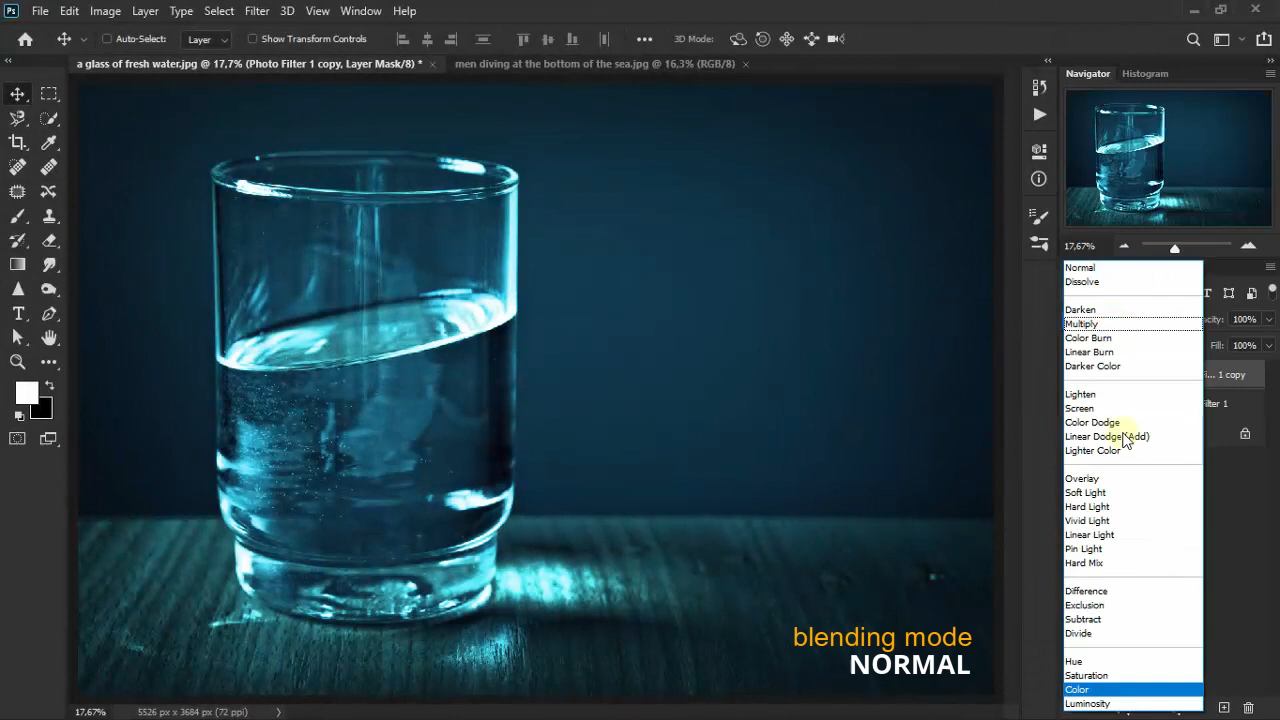 Ps File Edit Image Layer Type Select Filter 3D View Window Help
Auto-Select: Layer Show Transform Controls 3D Mode:
a glass of fresh water.jpg @ 17,7% (Photo Filter 1 copy, Layer Mask/8) * men diving at the bottom of the sea.jpg @ 16,3% (RGB/8)
Navigator Histogram
17,67%
Normal
Dissolve
Darken
Multiply
Color Burn
Linear Burn
Darker Color
Lighten
Screen
Color Dodge
Linear Dodge (Add)
Lighter Color
Overlay
Soft Light
Hard Light
Vivid Light
Linear Light
Pin Light
Hard Mix
Difference
Exclusion
Subtract
Divide
Hue
Saturation
Color
Luminosity
acity: 100%
Fill: 100%
Fi... 1 copy
ilter 1
blending mode
NORMAL
17,67% 5526 px x 3684 px (72 ppi)